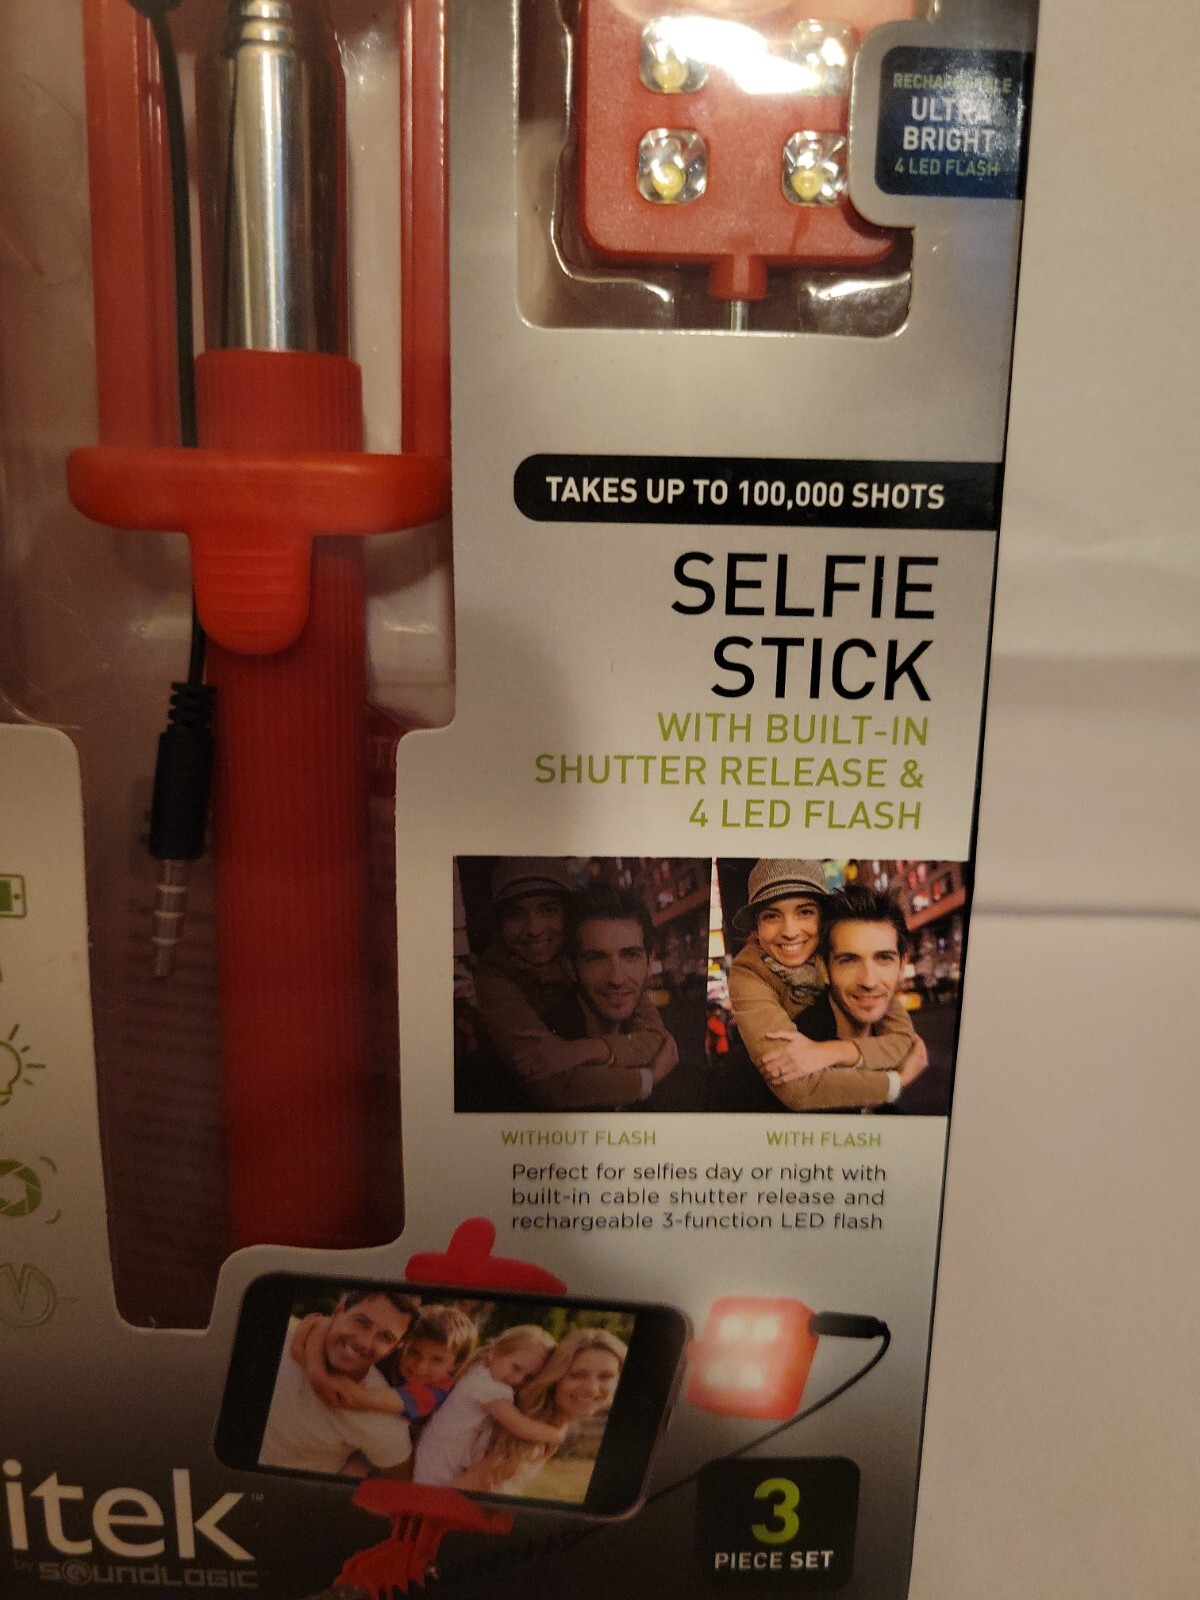 RECHARGEABLE
ULTRA
BRIGHT
4 LED FLASH
TAKES UP TO 100,000 SHOTS
SELFIE
STICK
WITH BUILT-IN
SHUTTER RELEASE &
4 LED FLASH
WITHOUT FLASH WITH FLASH
Perfect for selfies day or night with
built-in cable shutter release and
rechargeable 3-function LED flash
itek™
by SOUNDLOGIC
3
PIECE SET